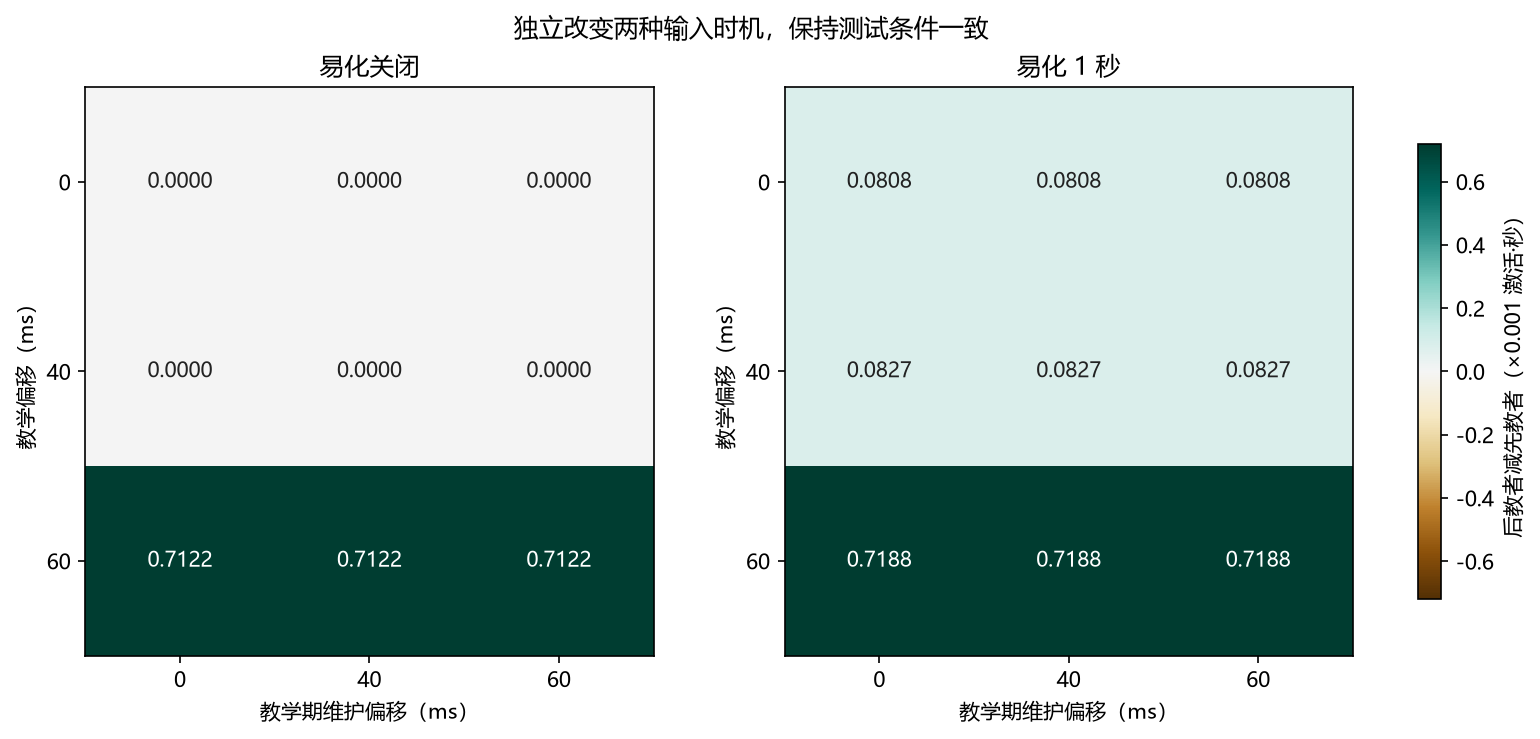 独立改变两种输入时机，保持测试条件一致
易化关闭
教学偏移（ms）
0
0.0000 0.0000 0.0000
40
0.0000 0.0000 0.0000
60
0.7122 0.7122 0.7122
0 40 60
教学期维护偏移（ms）
易化 1 秒
教学偏移（ms）
0
0.0808 0.0808 0.0808
40
0.0827 0.0827 0.0827
60
0.7188 0.7188 0.7188
0 40 60
教学期维护偏移（ms）
0.6
0.4
0.2
0.0
-0.2
-0.4
-0.6
后教者减先教者（×0.001 激活·秒）